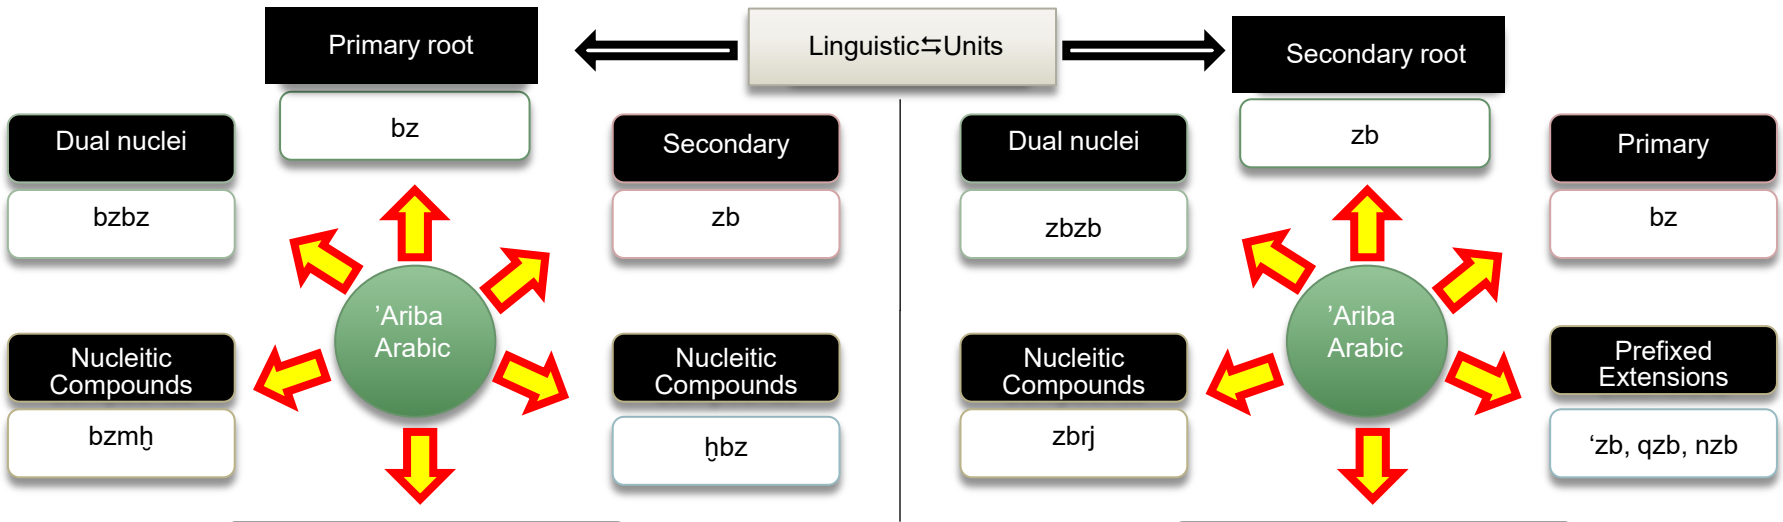 Linguistic⇆Units
Primary root
bz
Dual nuclei
bzbz
Secondary
zb
’Ariba
Arabic
Nucleitic
Compounds
bzmḫ
Nucleitic
Compounds
ḫbz
Secondary root
zb
Dual nuclei
zbzb
Primary
bz
’Ariba
Arabic
Nucleitic
Compounds
zbrj
Prefixed
Extensions
‘zb, qzb, nzb